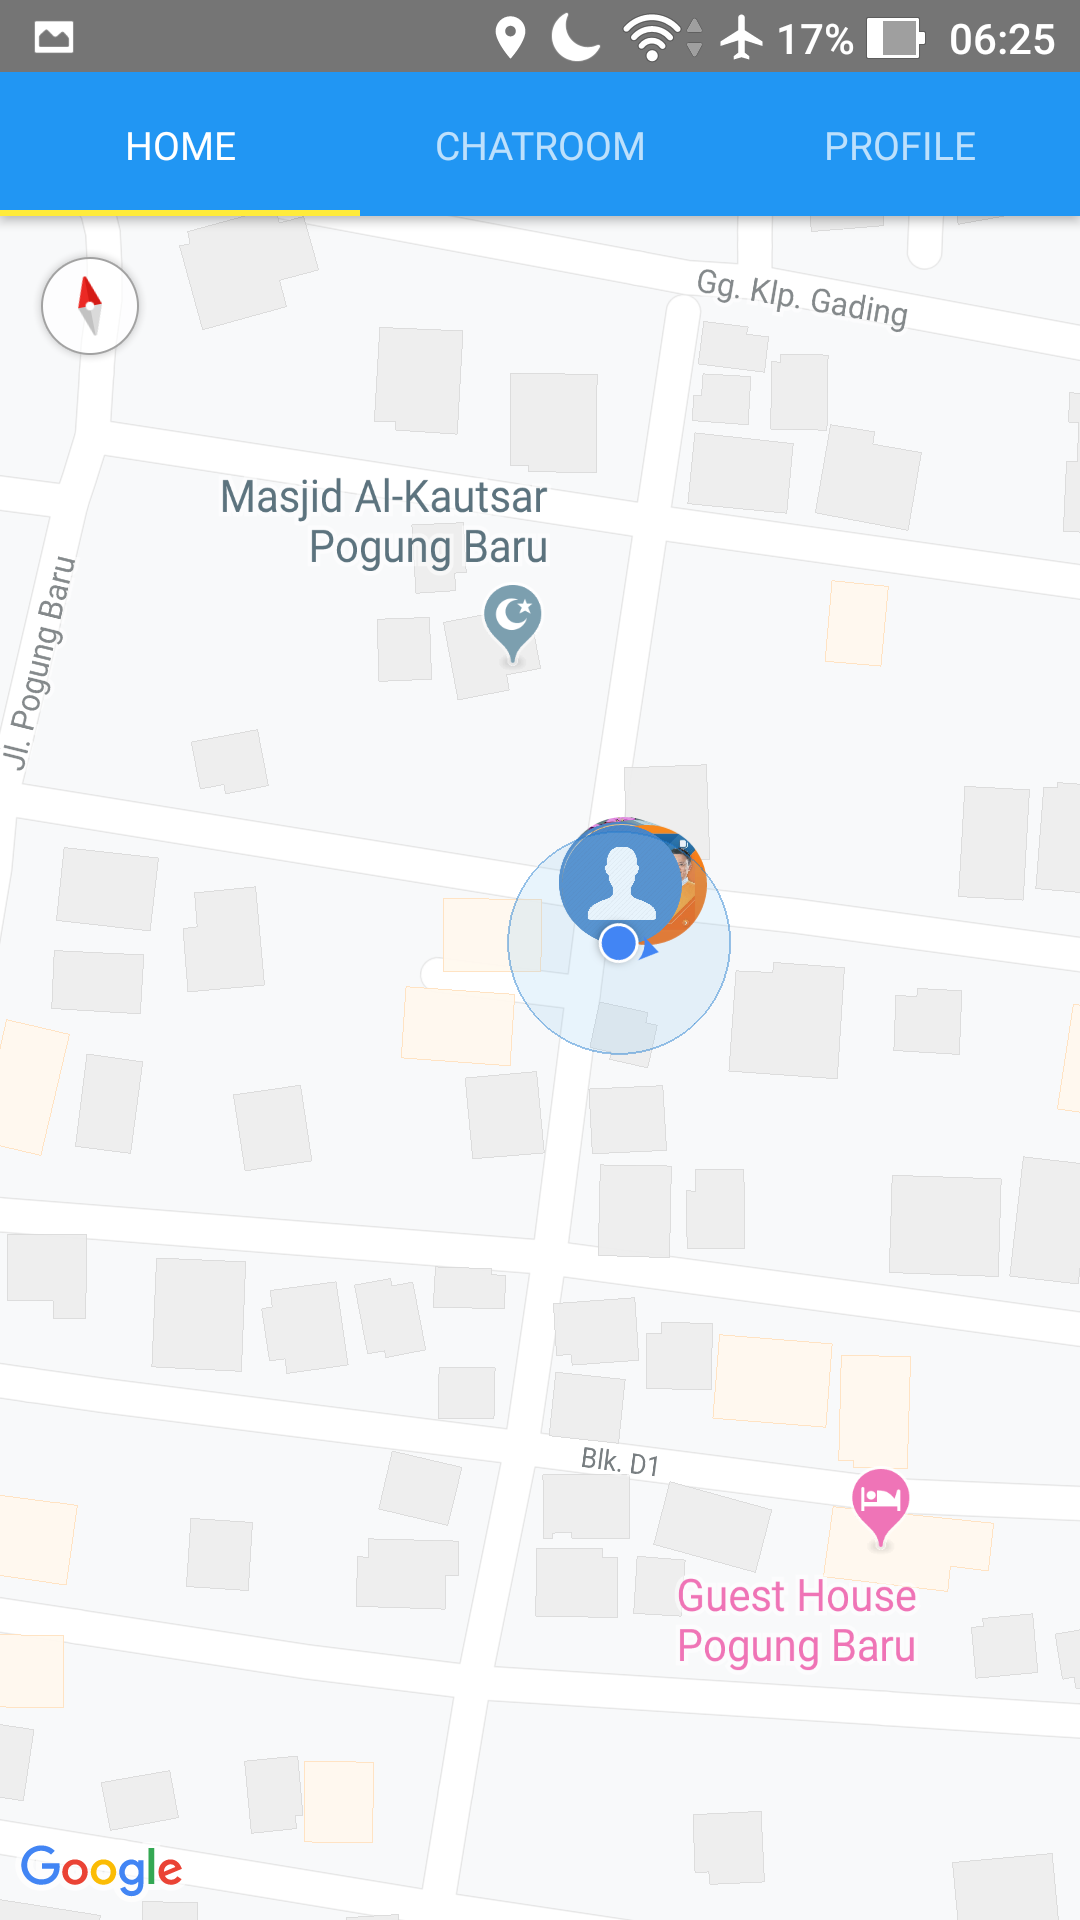 17% 06:25
HOME CHATROOM PROFILE
Gg. Klp. Gading
Masjid Al-Kautsar
Pogung Baru
Jl. Pogung Baru
Blk. D1
Guest House
Pogung Baru
Google